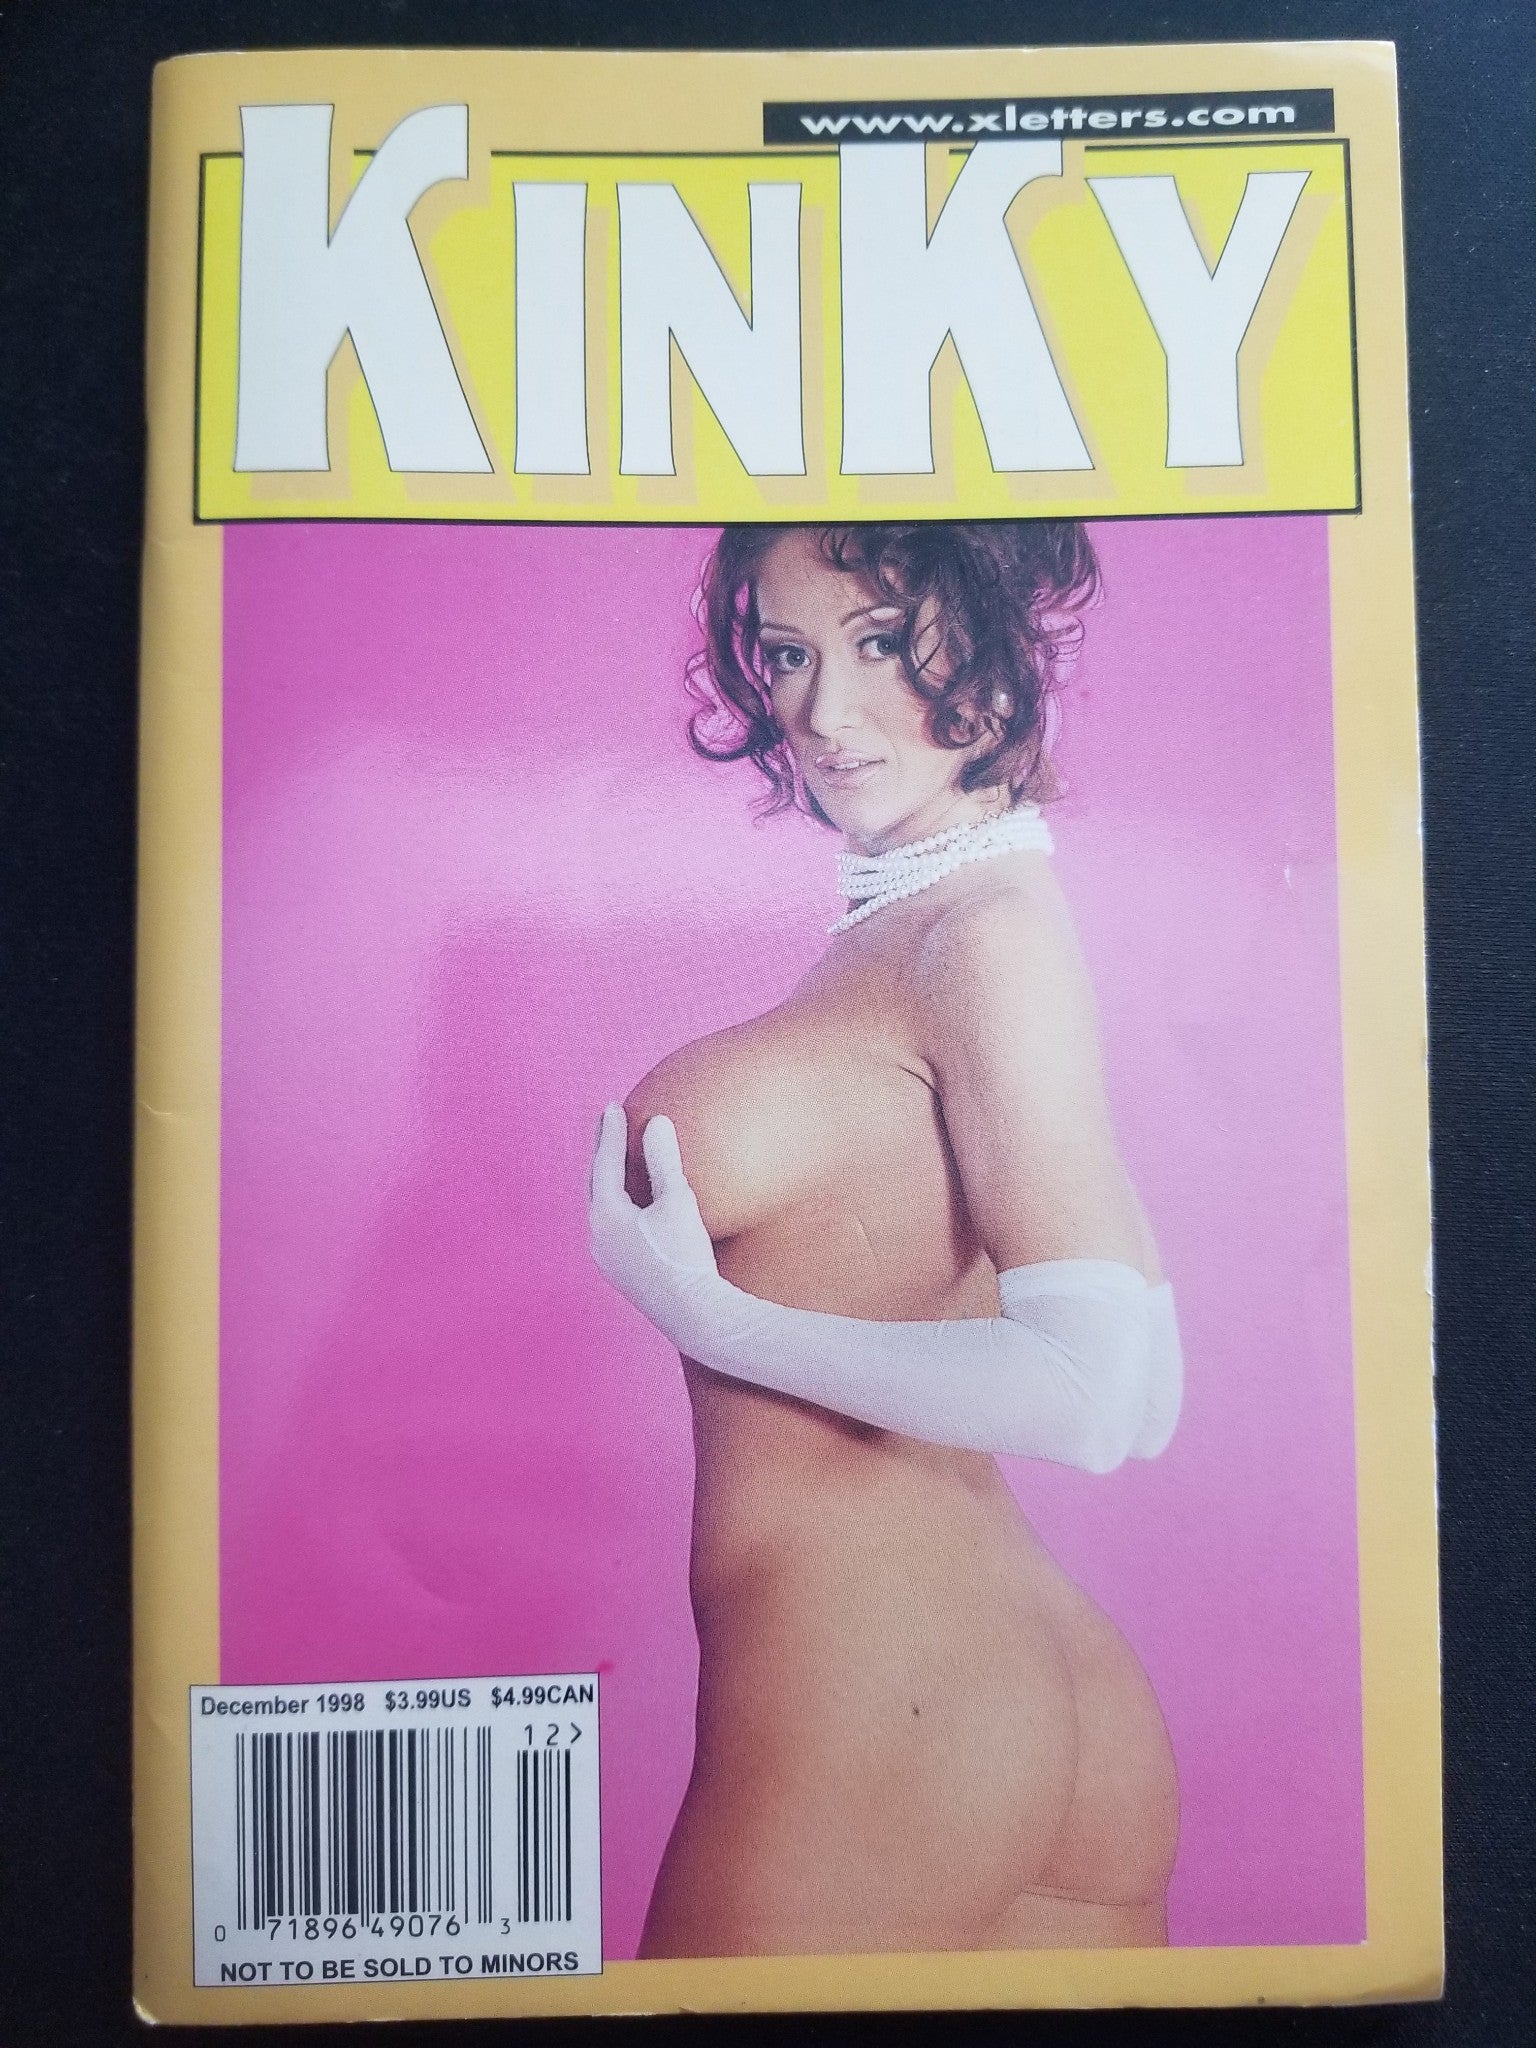 www.xletters.com
KINKY
December 1998 $3.99US $4.99CAN
12>
0 71896 49076 3
NOT TO BE SOLD TO MINORS